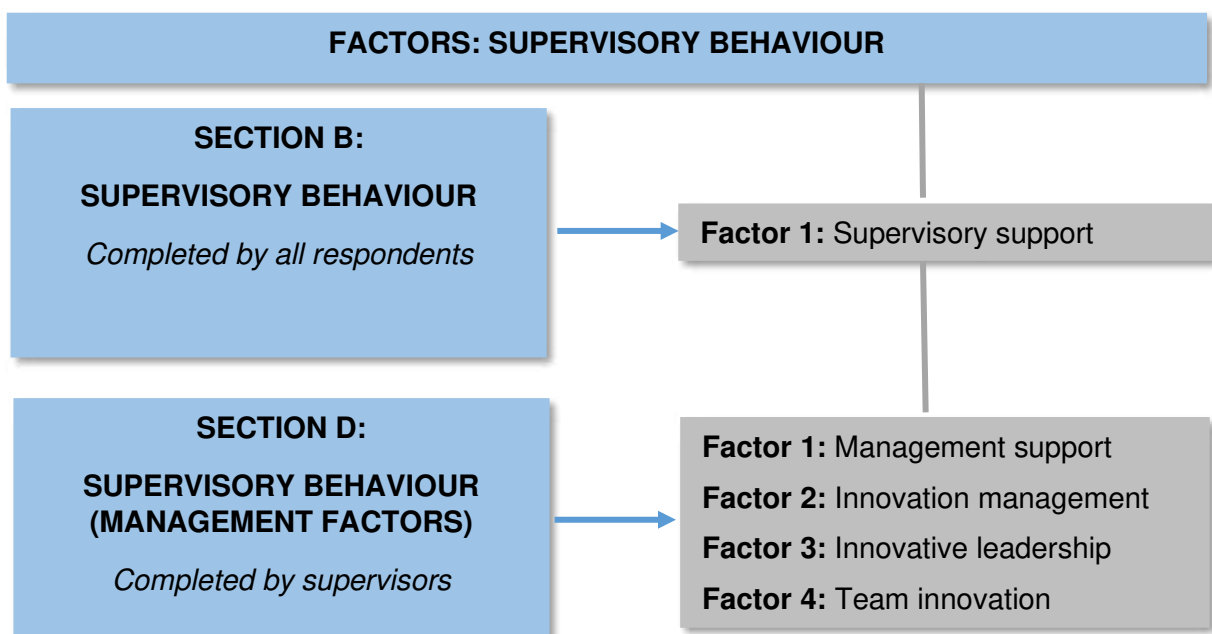 FACTORS: SUPERVISORY BEHAVIOUR
SECTION B:
SUPERVISORY BEHAVIOUR
Completed by all respondents
Factor 1: Supervisory support
SECTION D:
SUPERVISORY BEHAVIOUR
(MANAGEMENT FACTORS)
Completed by supervisors
Factor 1: Management support
Factor 2: Innovation management
Factor 3: Innovative leadership
Factor 4: Team innovation